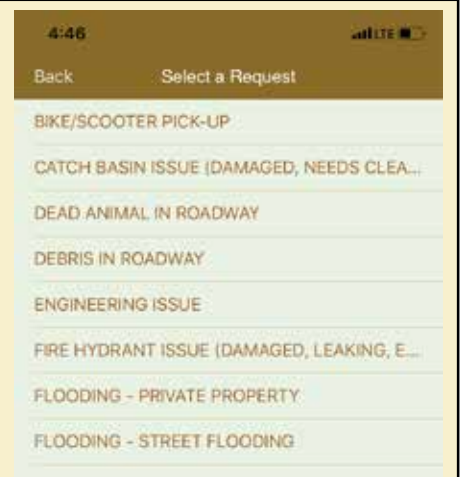 4:46 LTE
Back Select a Request
BIKE/SCOOTER PICK-UP
CATCH BASIN ISSUE (DAMAGED, NEEDS CLEA...
DEAD ANIMAL IN ROADWAY
DEBRIS IN ROADWAY
ENGINEERING ISSUE
FIRE HYDRANT ISSUE (DAMAGED, LEAKING, E...
FLOODING - PRIVATE PROPERTY
FLOODING - STREET FLOODING